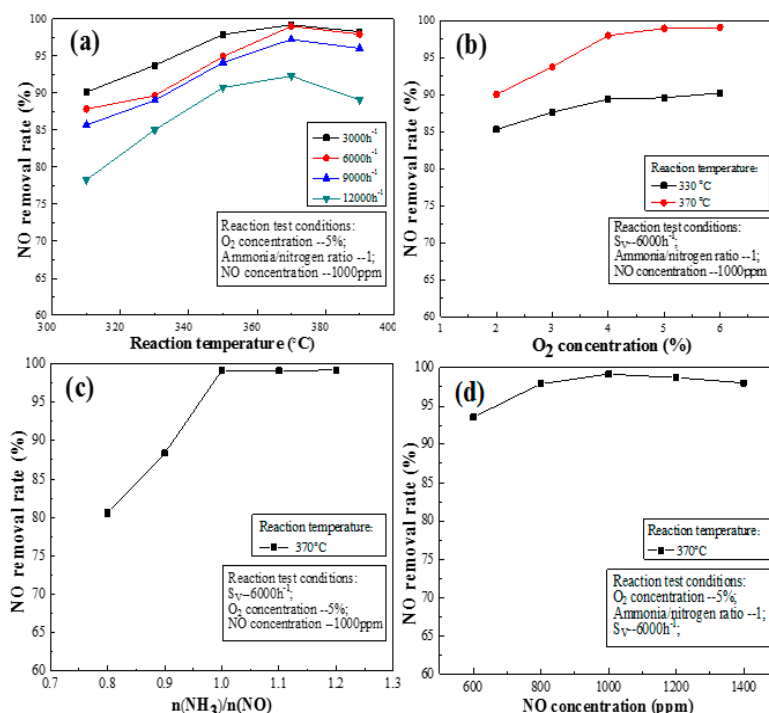 (a)
NO removal rate (%)
100
95
90
85
80
75
70
65
60
3000h-1
6000h-1
9000h-1
12000h-1
Reaction test conditions:
O2 concentration --5%;
Ammonia/nitrogen ratio --1;
NO concentration --1000ppm
300 320 340 360 380 400
Reaction temperature (°C)
(b)
NO removal rate (%)
100
95
90
85
80
75
70
65
60
Reaction temperature:
330 °C
370 °C
Reaction test conditions:
SV--6000h-1;
Ammonia/nitrogen ratio --1;
NO concentration --1000ppm
1 2 3 4 5 6 7
O2 concentration (%)
(c)
NO removal rate (%)
100
95
90
85
80
75
70
65
60
Reaction temperature:
370°C
Reaction test conditions:
SV--6000h-1;
O2 concentration --5%;
NO concentration --1000ppm
0.7 0.8 0.9 1.0 1.1 1.2 1.3
n(NH3)/n(NO)
(d)
NO removal rate (%)
100
95
90
85
80
75
70
65
60
Reaction temperature:
370°C
Reaction test conditions:
O2 concentration --5%;
Ammonia/nitrogen ratio --1;
SV--6000h-1;
600 800 1000 1200 1400
NO concentration (ppm)